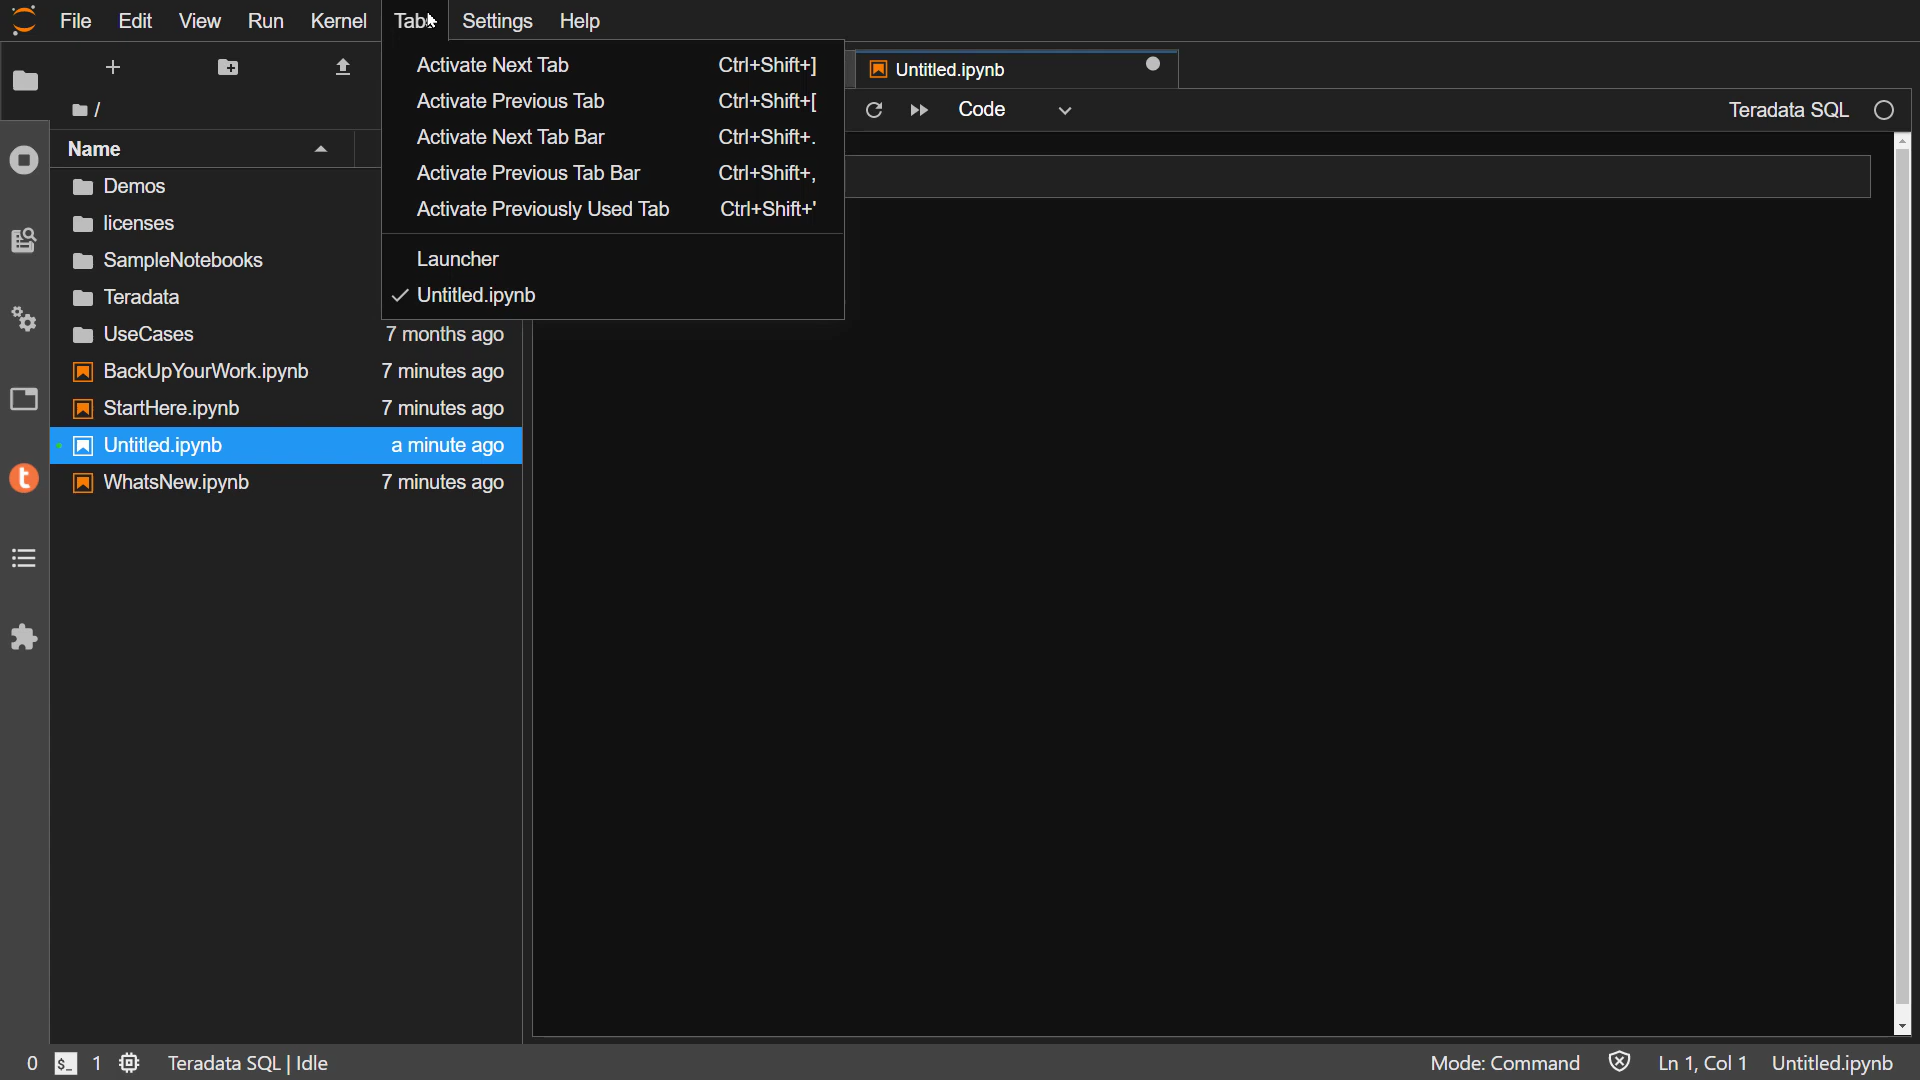 File Edit View Run Kernel Tabs Settings Help
Activate Next Tab Ctrl+Shift+]
Activate Previous Tab Ctrl+Shift+[
Activate Next Tab Bar Ctrl+Shift+.
Activate Previous Tab Bar Ctrl+Shift+,
Activate Previously Used Tab Ctrl+Shift+'
Launcher
Untitled.ipynb
Untitled.ipynb
Code
Teradata SQL
/
Name
Demos
licenses
SampleNotebooks
Teradata
UseCases 7 months ago
BackUpYourWork.ipynb 7 minutes ago
StartHere.ipynb 7 minutes ago
Untitled.ipynb a minute ago
WhatsNew.ipynb 7 minutes ago
t
0 $_ 1 Teradata SQL | Idle Mode: Command Ln 1, Col 1 Untitled.ipynb